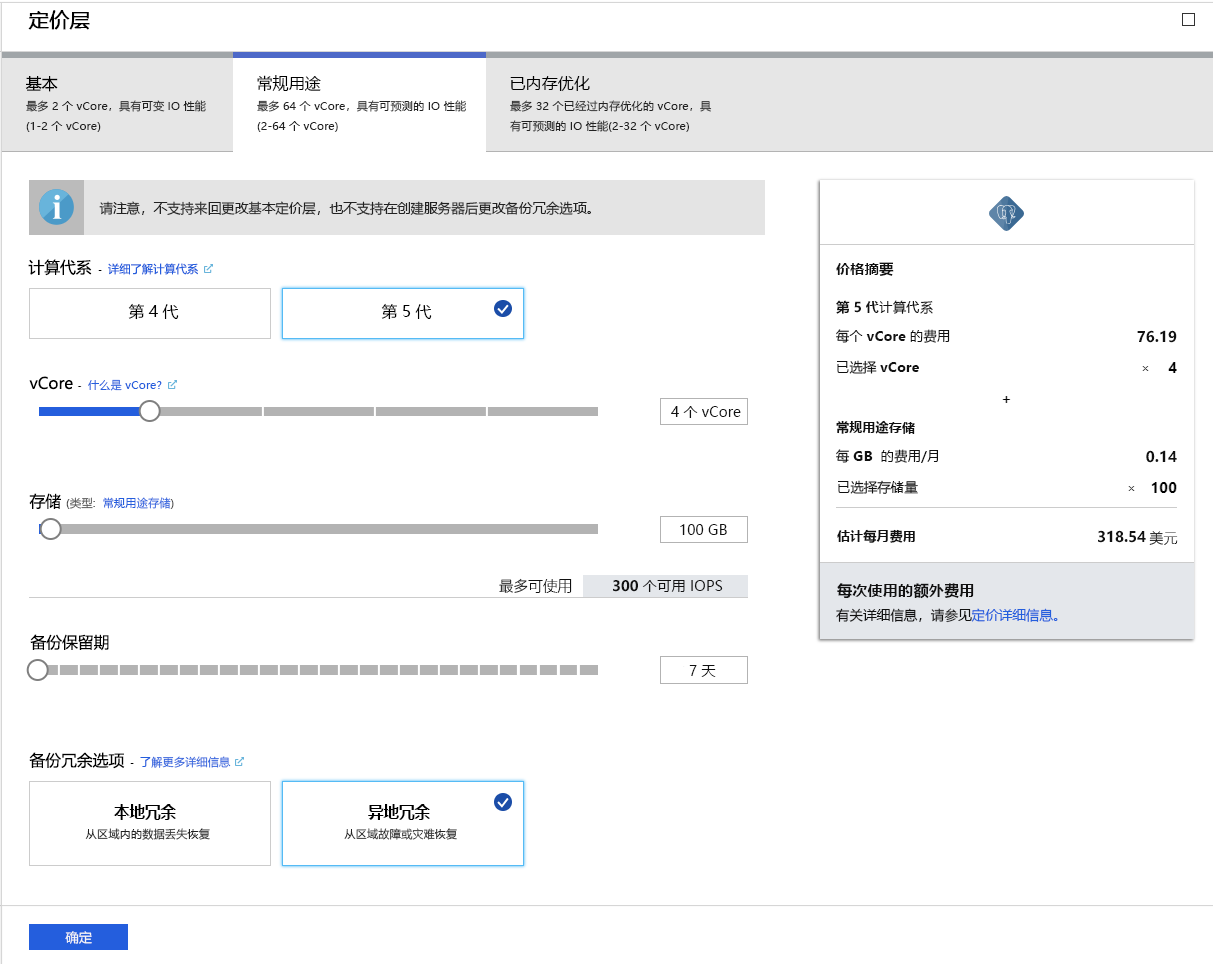 定价层
基本
最多 2 个 vCore，具有可变 IO 性能
(1-2 个 vCore)
常规用途
最多 64 个 vCore，具有可预测的 IO 性能
(2-64 个 vCore)
已内存优化
最多 32 个已经过内存优化的 vCore，具
有可预测的 IO 性能(2-32 个 vCore)
请注意，不支持来回更改基本定价层，也不支持在创建服务器后更改备份冗余选项。
计算代系 - 详细了解计算代系
第 4 代
第 5 代
vCore - 什么是 vCore?
4 个 vCore
存储 (类型: 常规用途存储)
100 GB
最多可使用 300 个可用 IOPS
备份保留期
7 天
备份冗余选项 - 了解更多详细信息
本地冗余
从区域内的数据丢失恢复
异地冗余
从区域故障或灾难恢复
确定
价格摘要
第 5 代计算代系
每个 vCore 的费用 76.19
已选择 vCore × 4
+
常规用途存储
每 GB 的费用/月 0.14
已选择存储量 × 100
估计每月费用 318.54 美元
每次使用的额外费用
有关详细信息，请参见定价详细信息。